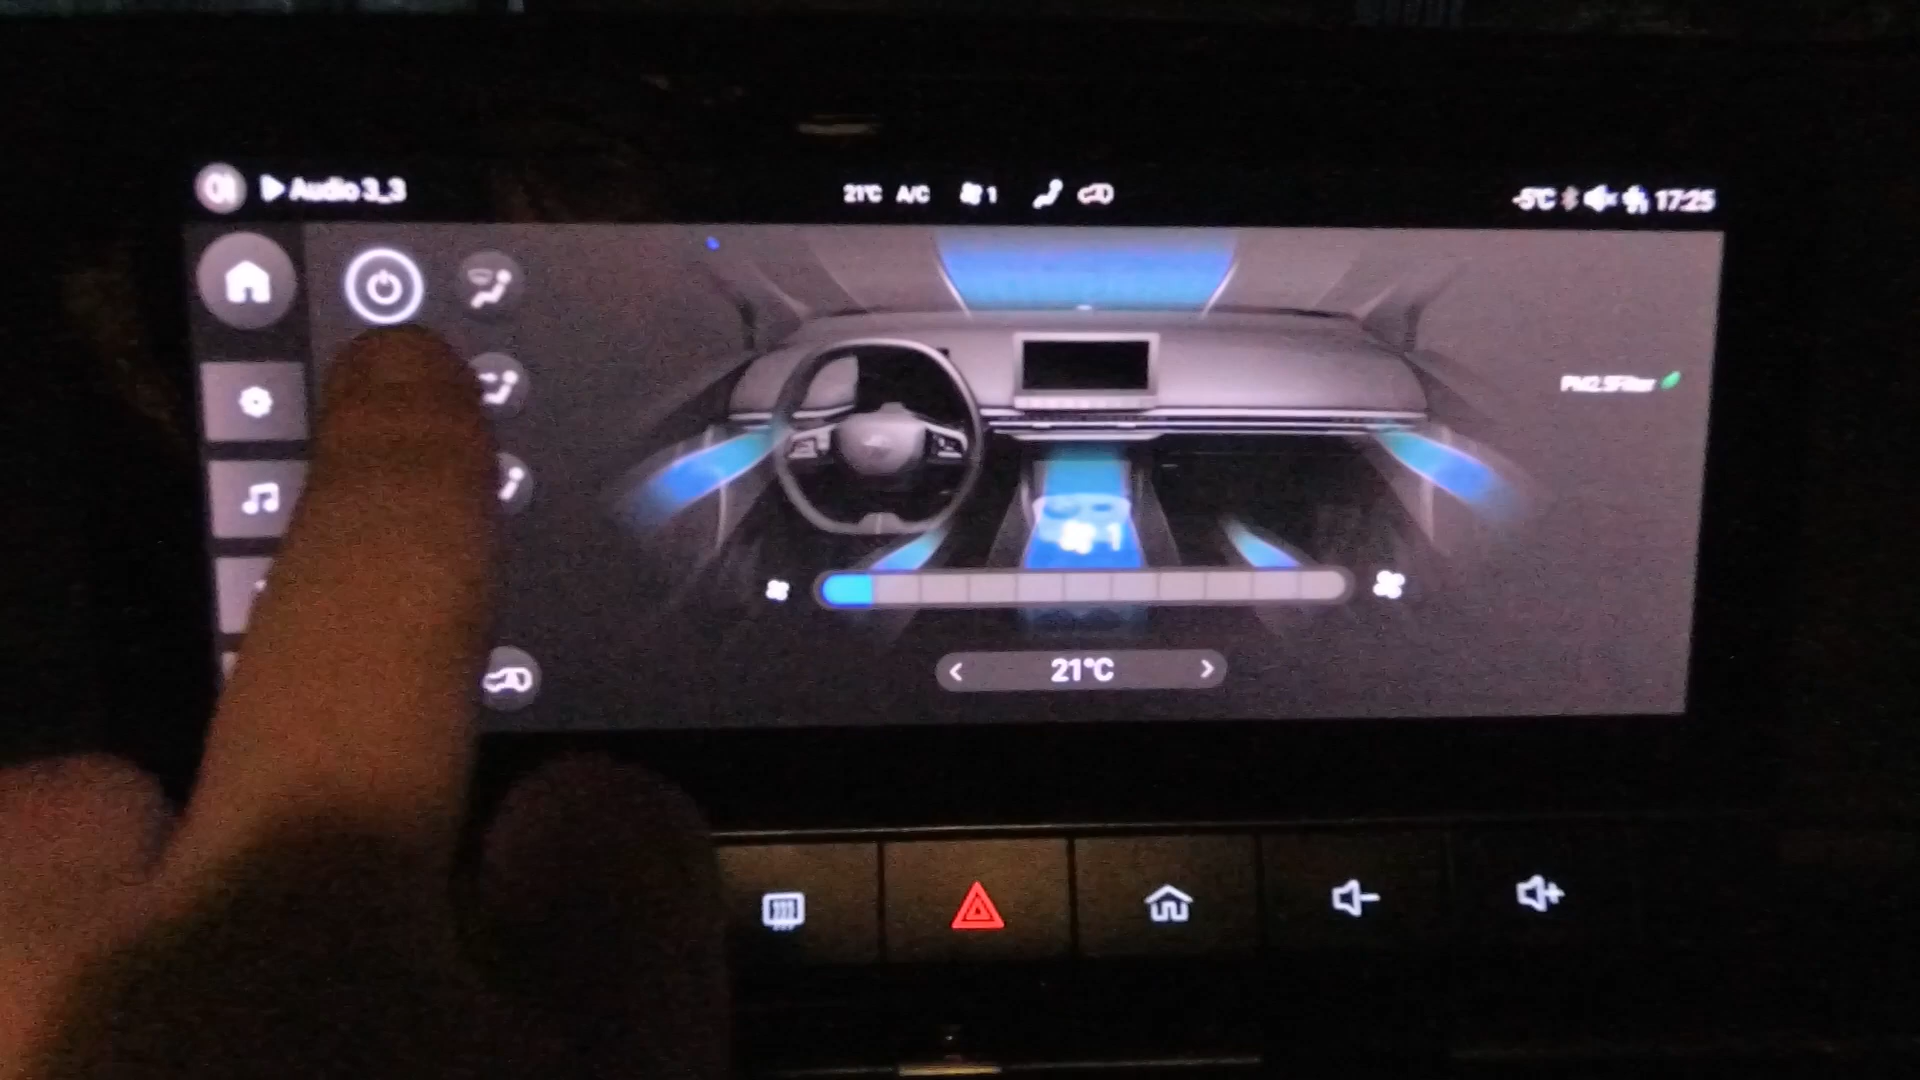 Audio 3_3
21℃ A/C 1
-5℃ 17:25
PM2.5Filter
1
21°C